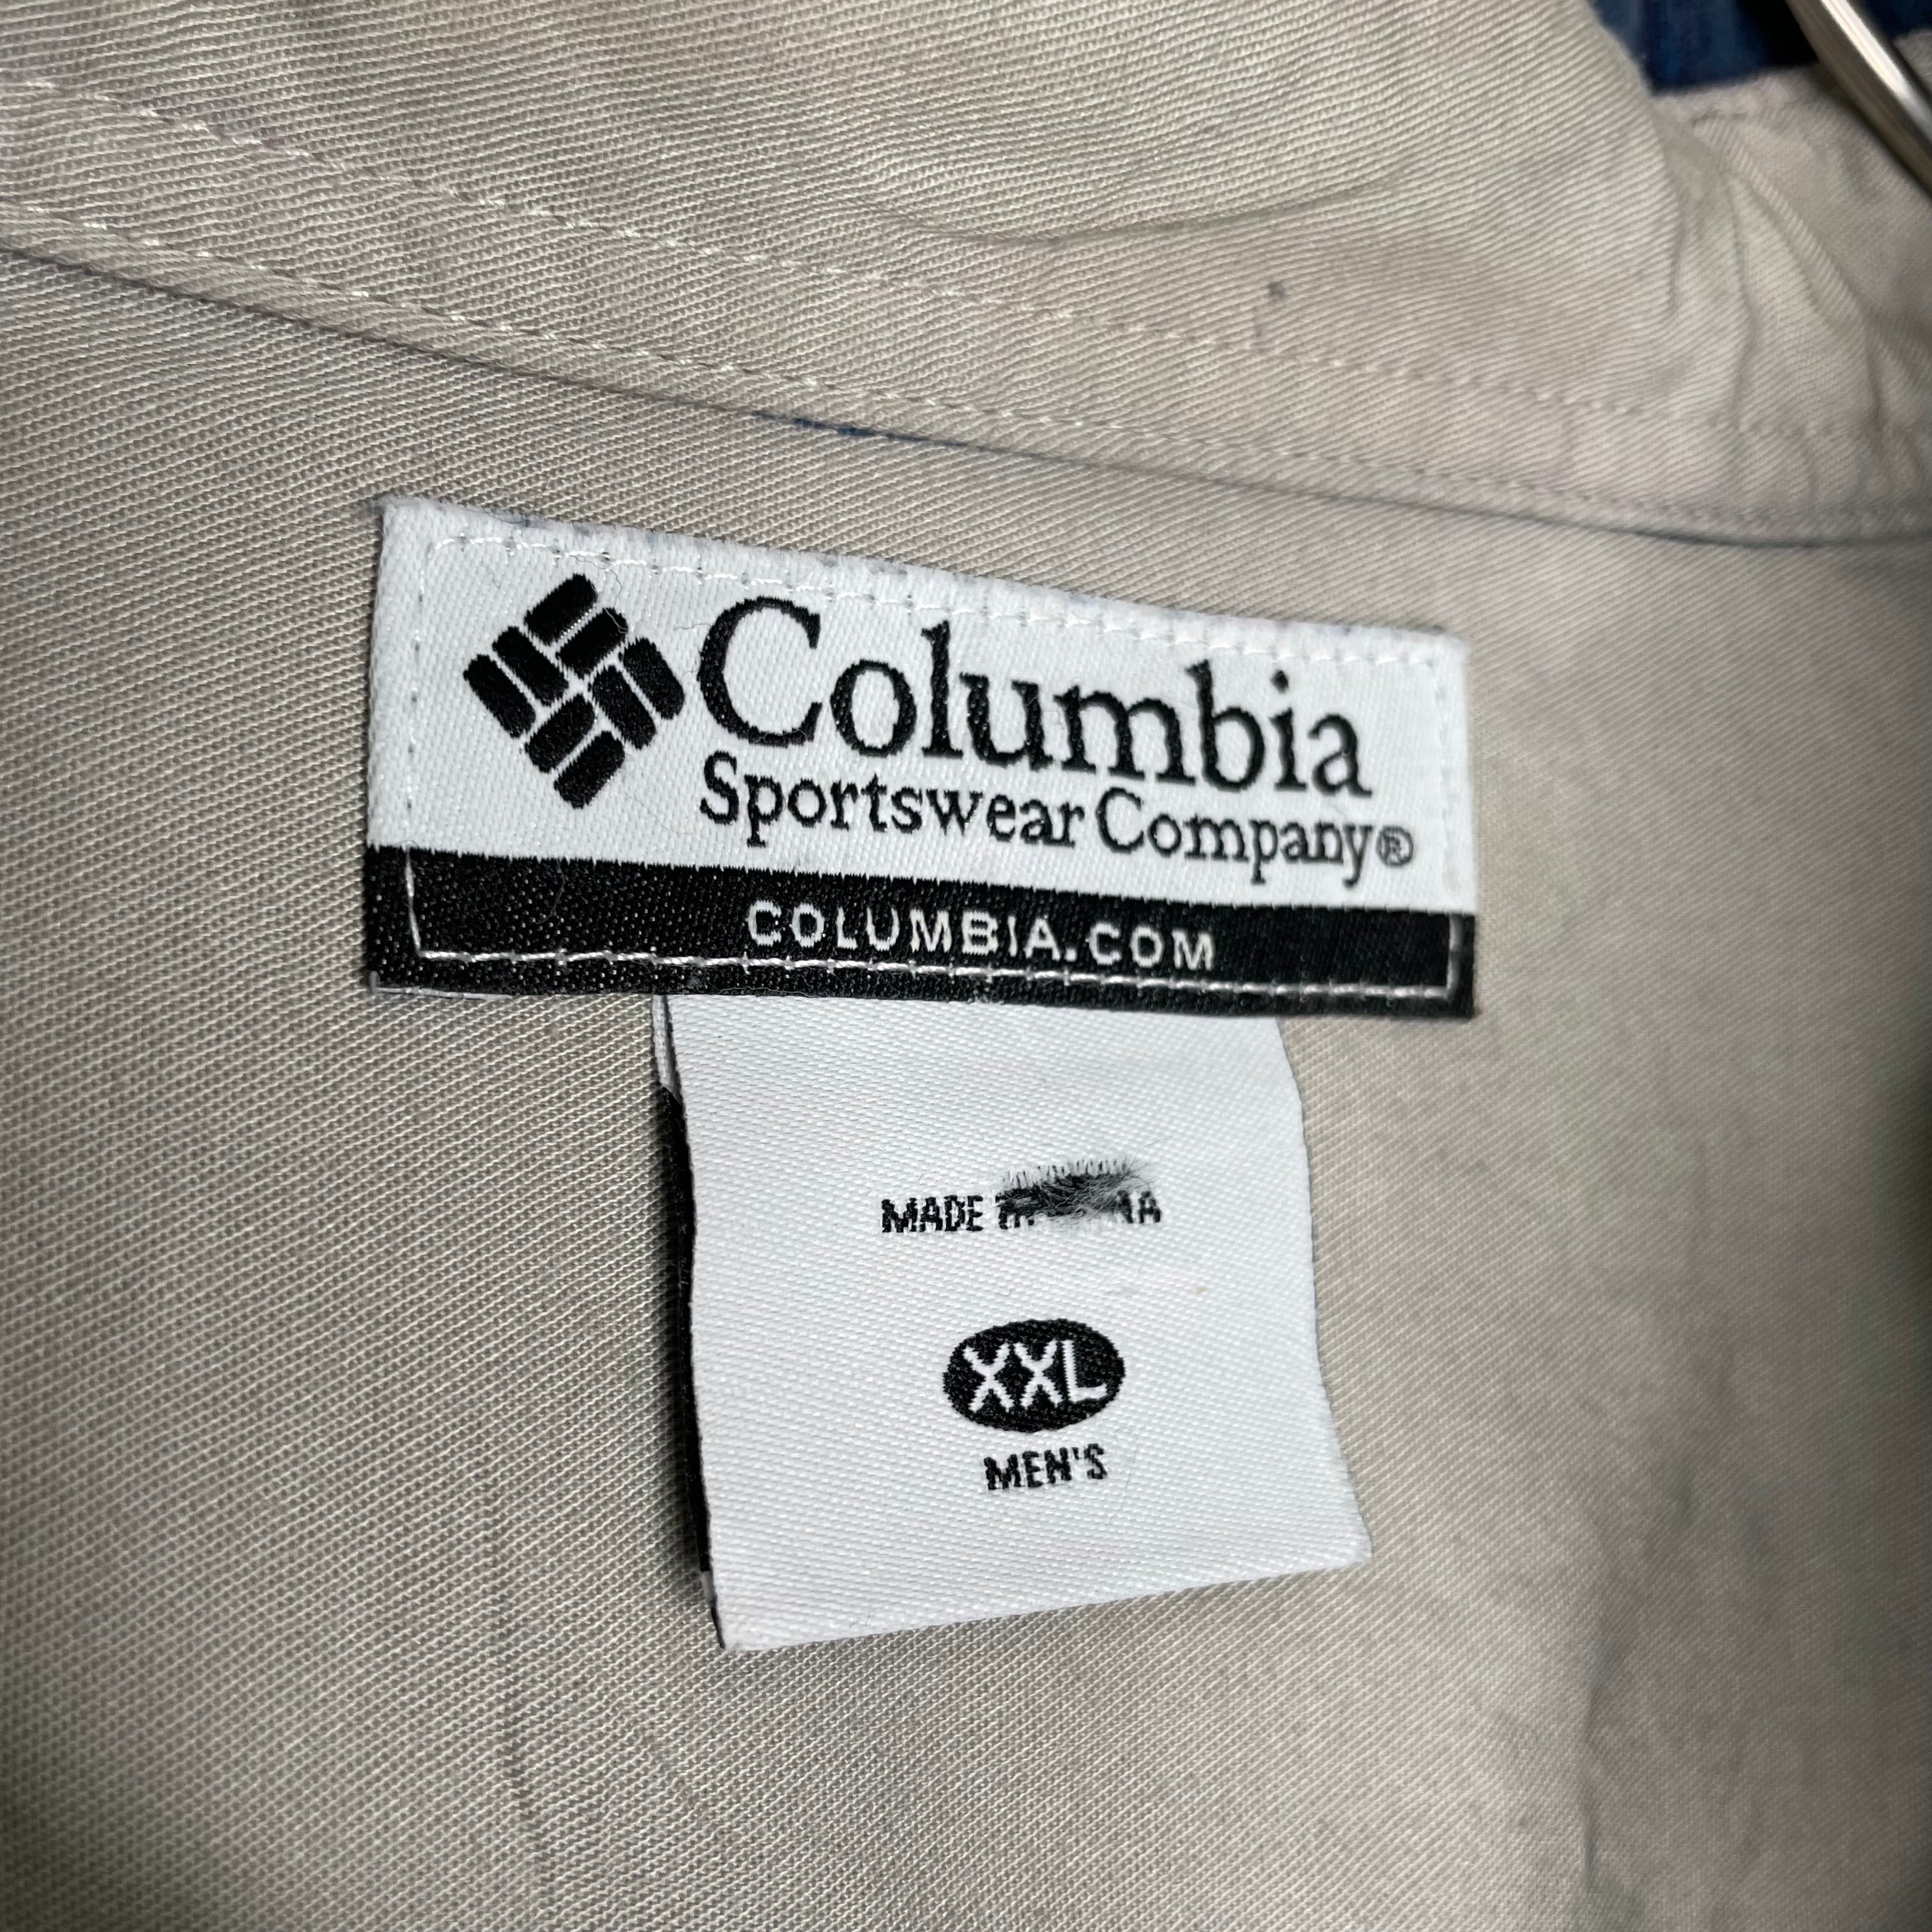 Columbia
Sportswear Company®
COLUMBIA.COM
MADE
XXL
MEN'S